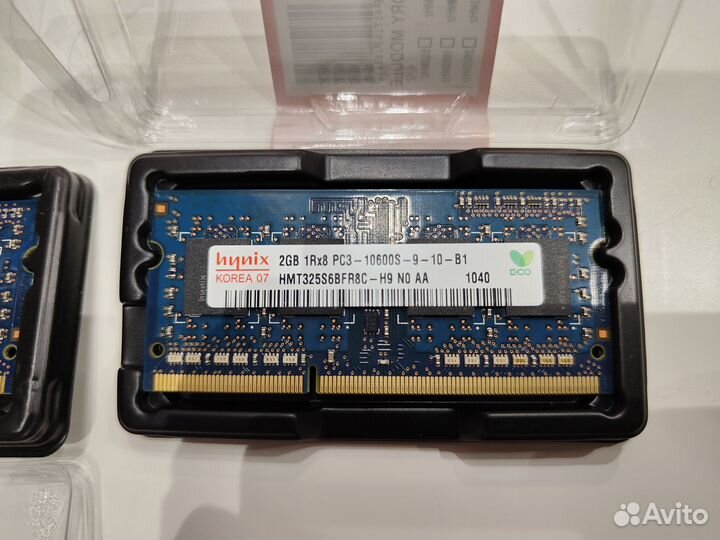 hynix
KOREA 07
2GB 1Rx8 PC3-10600S-9-10-B1
HMT325S6BFR8C-H9 N0 AA 1040
ECO
Avito